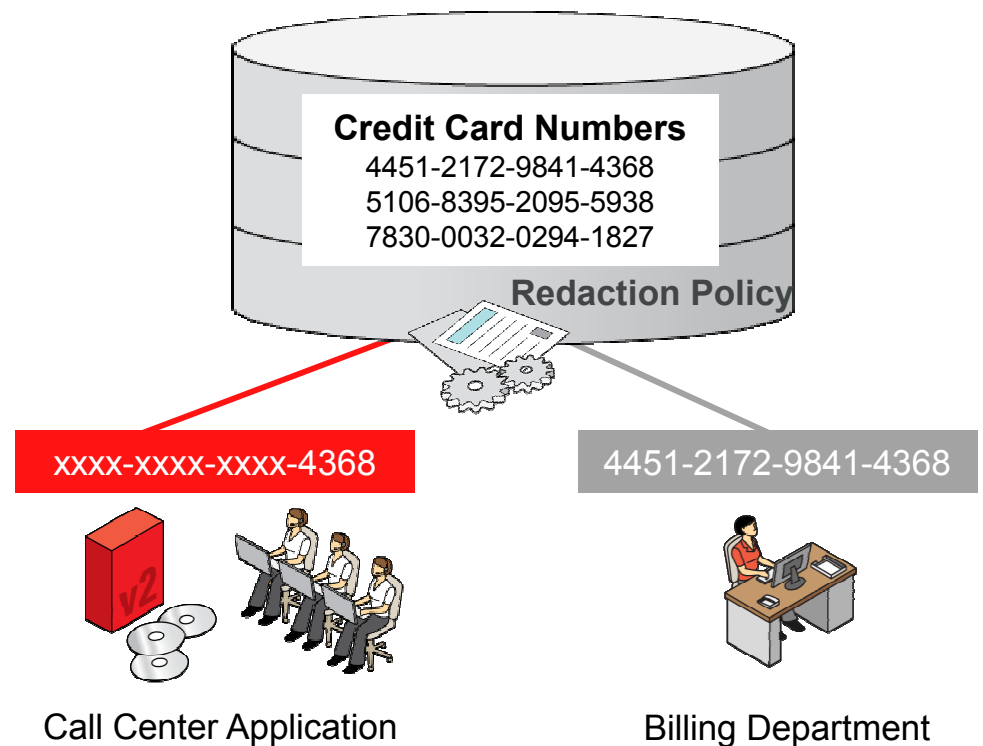 Credit Card Numbers
4451-2172-9841-4368
5106-8395-2095-5938
7830-0032-0294-1827
Redaction Policy
xxxx-xxxx-xxxx-4368
4451-2172-9841-4368
v2
Call Center Application
Billing Department